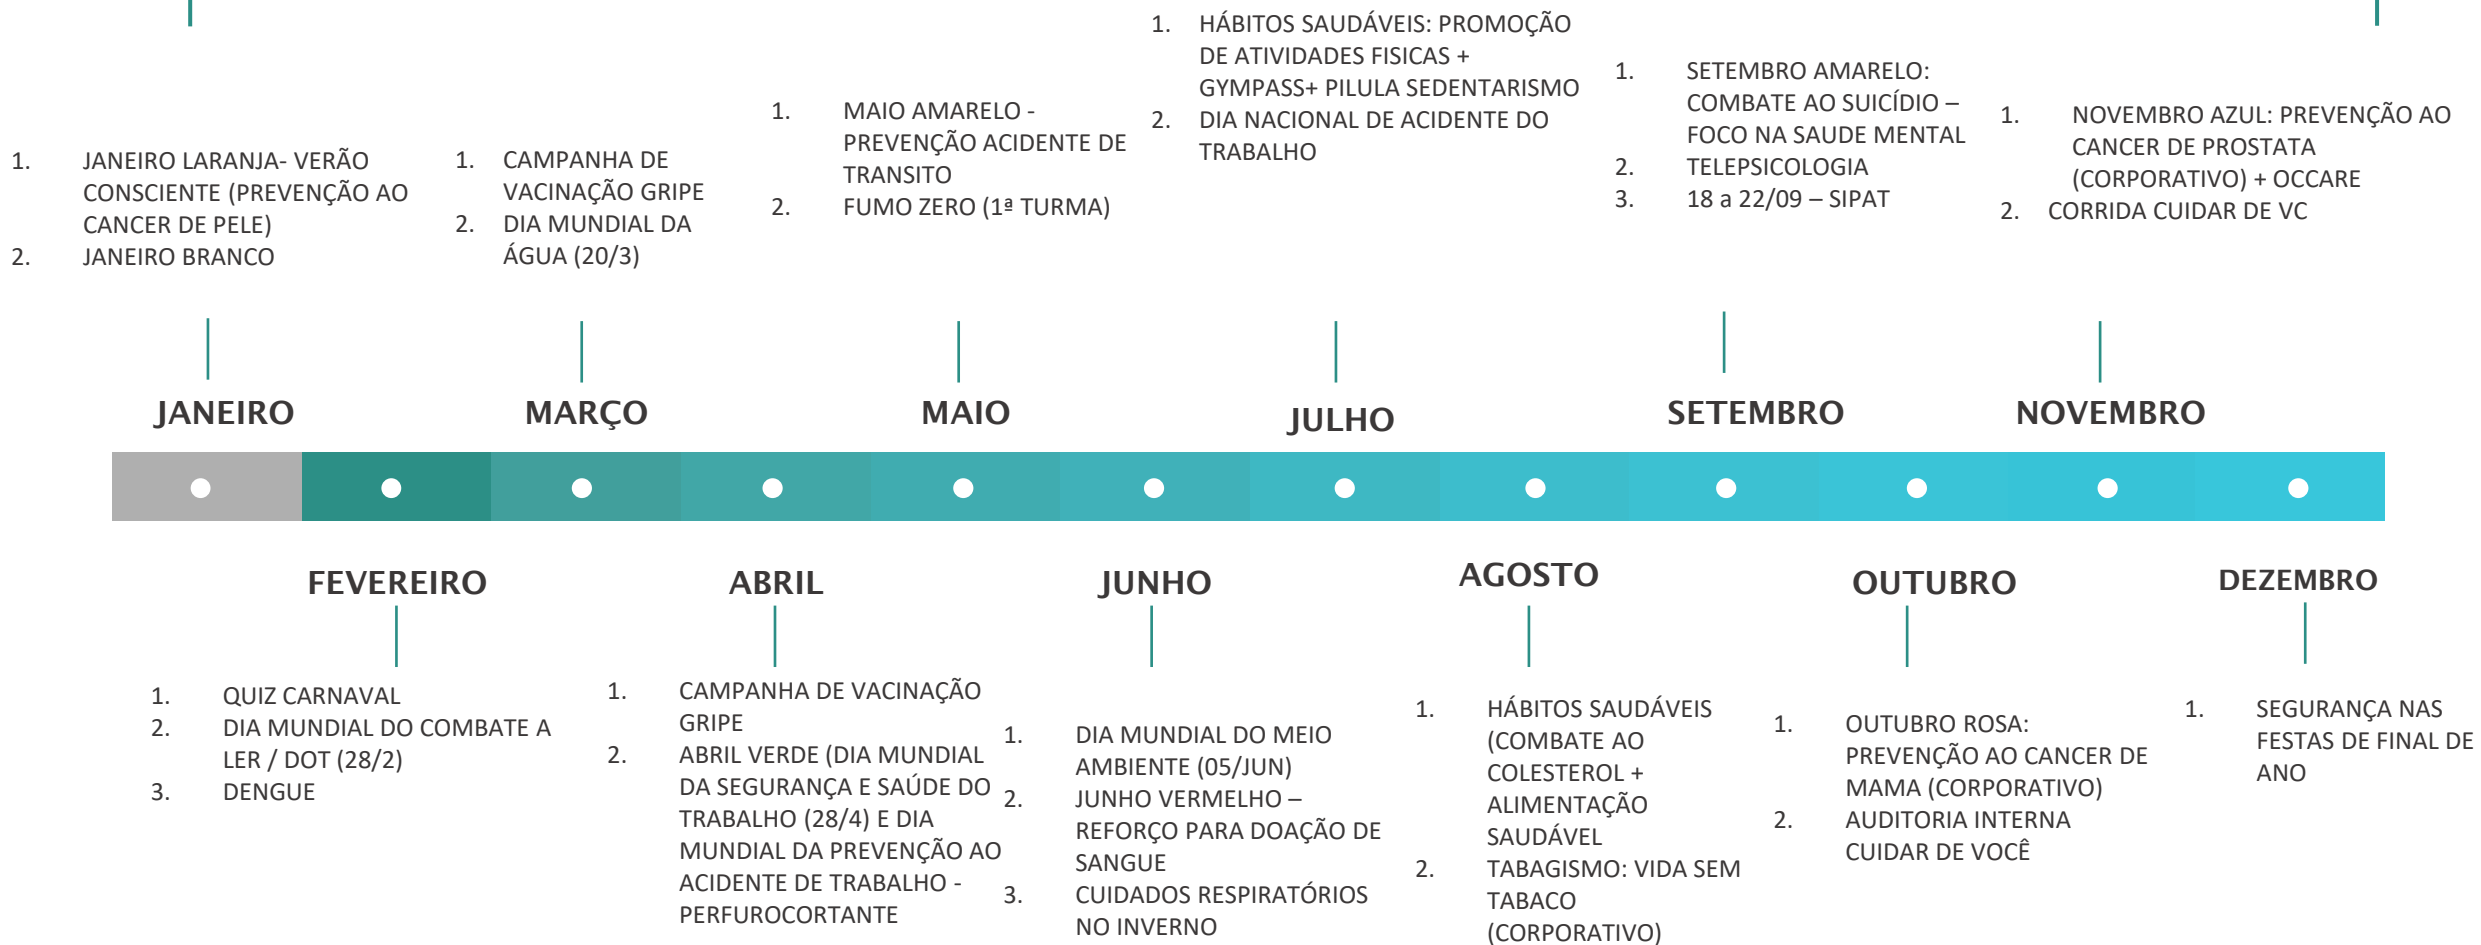 1. JANEIRO LARANJA- VERÃO
CONSCIENTE (PREVENÇÃO AO
CANCER DE PELE)
2. JANEIRO BRANCO
1. CAMPANHA DE
VACINAÇÃO GRIPE
2. DIA MUNDIAL DA
ÁGUA (20/3)
1. MAIO AMARELO -
PREVENÇÃO ACIDENTE DE
TRANSITO
2. FUMO ZERO (1ª TURMA)
1. HÁBITOS SAUDÁVEIS: PROMOÇÃO
DE ATIVIDADES FISICAS +
GYMPASS+ PILULA SEDENTARISMO
2. DIA NACIONAL DE ACIDENTE DO
TRABALHO
1. SETEMBRO AMARELO:
COMBATE AO SUICÍDIO –
FOCO NA SAUDE MENTAL
2. TELEPSICOLOGIA
3. 18 a 22/09 – SIPAT
1. NOVEMBRO AZUL: PREVENÇÃO AO
CANCER DE PROSTATA
(CORPORATIVO) + OCCARE
2. CORRIDA CUIDAR DE VC
JANEIRO
MARÇO
MAIO
JULHO
SETEMBRO
NOVEMBRO
FEVEREIRO
ABRIL
JUNHO
AGOSTO
OUTUBRO
DEZEMBRO
1. QUIZ CARNAVAL
2. DIA MUNDIAL DO COMBATE A
LER / DOT (28/2)
3. DENGUE
1. CAMPANHA DE VACINAÇÃO
GRIPE
2. ABRIL VERDE (DIA MUNDIAL
DA SEGURANÇA E SAÚDE DO
TRABALHO (28/4) E DIA
MUNDIAL DA PREVENÇÃO AO
ACIDENTE DE TRABALHO -
PERFUROCORTANTE
1. DIA MUNDIAL DO MEIO
AMBIENTE (05/JUN)
2. JUNHO VERMELHO –
REFORÇO PARA DOAÇÃO DE
SANGUE
3. CUIDADOS RESPIRATÓRIOS
NO INVERNO
1. HÁBITOS SAUDÁVEIS
(COMBATE AO
COLESTEROL +
ALIMENTAÇÃO
SAUDÁVEL
2. TABAGISMO: VIDA SEM
TABACO
(CORPORATIVO)
1. OUTUBRO ROSA:
PREVENÇÃO AO CANCER DE
MAMA (CORPORATIVO)
2. AUDITORIA INTERNA
CUIDAR DE VOCÊ
1. SEGURANÇA NAS
FESTAS DE FINAL DE
ANO